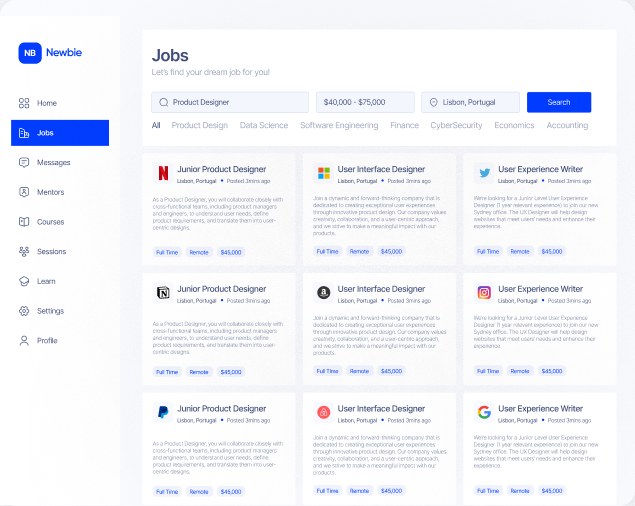 NB Newbie
Home
Jobs
Messages
Mentors
Courses
Sessions
Learn
Settings
Profile
Jobs
Let's find your dream job for you!
Product Designer
$40,000 - $75,000
Lisbon, Portugal
Search
All Product Design Data Science Software Engineering Finance CyberSecurity Economics Accounting
Junior Product Designer
Lisbon, Portugal • Posted 3mins ago
As a Product Designer, you will collaborate closely with
cross-functional teams, including product managers
and engineers, to understand user needs, define
product requirements, and translate them into user-
centric designs.
Full Time Remote $45,000
User Interface Designer
Lisbon, Portugal • Posted 3mins ago
Join a dynamic and forward-thinking company that is
dedicated to creating exceptional user experiences
through innovative product design. Our company values
creativity, collaboration, and a user-centric approach,
and we strive to make a meaningful impact with our
products.
Full Time Remote $45,000
User Experience Writer
Lisbon, Portugal • Posted 3mins ago
We're looking for a Junior Level User Experience
Designer (1 year relevant experience) to join our new
Sydney office. The UX Designer will help design
websites that meet users' needs and enhance their
experience.
Full Time Remote $45,000
Junior Product Designer
Lisbon, Portugal • Posted 3mins ago
As a Product Designer, you will collaborate closely with
cross-functional teams, including product managers
and engineers, to understand user needs, define
product requirements, and translate them into user-
centric designs.
Full Time Remote $45,000
User Interface Designer
Lisbon, Portugal • Posted 3mins ago
Join a dynamic and forward-thinking company that is
dedicated to creating exceptional user experiences
through innovative product design. Our company values
creativity, collaboration, and a user-centric approach,
and we strive to make a meaningful impact with our
products.
Full Time Remote $45,000
User Experience Writer
Lisbon, Portugal • Posted 3mins ago
We're looking for a Junior Level User Experience
Designer (1 year relevant experience) to join our new
Sydney office. The UX Designer will help design
websites that meet users' needs and enhance their
experience.
Full Time Remote $45,000
Junior Product Designer
Lisbon, Portugal • Posted 3mins ago
As a Product Designer, you will collaborate closely with
cross-functional teams, including product managers
and engineers, to understand user needs, define
product requirements, and translate them into user-
centric designs.
Full Time Remote $45,000
User Interface Designer
Lisbon, Portugal • Posted 3mins ago
Join a dynamic and forward-thinking company that is
dedicated to creating exceptional user experiences
through innovative product design. Our company values
creativity, collaboration, and a user-centric approach,
and we strive to make a meaningful impact with our
products.
Full Time Remote $45,000
User Experience Writer
Lisbon, Portugal • Posted 3mins ago
We're looking for a Junior Level User Experience
Designer (1 year relevant experience) to join our new
Sydney office. The UX Designer will help design
websites that meet users' needs and enhance their
experience.
Full Time Remote $45,000